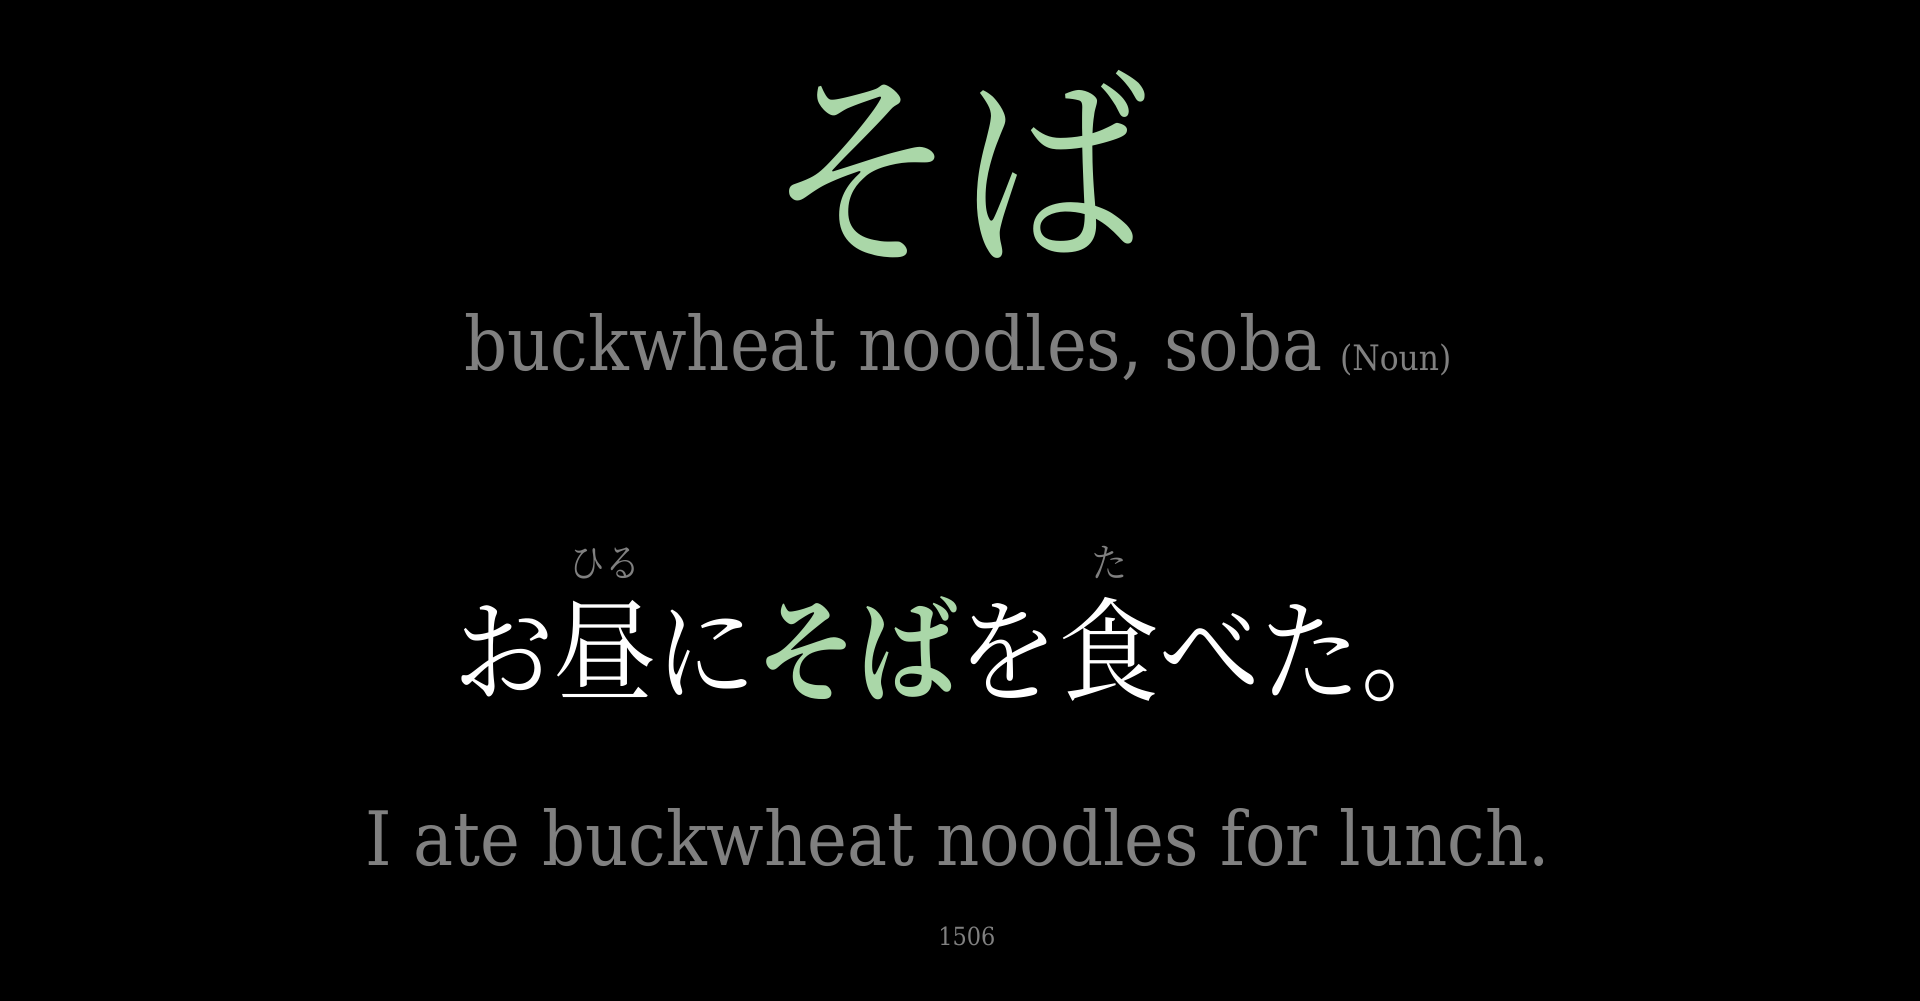 そば
buckwheat noodles, soba (Noun)
ひる た
お昼にそばを食べた。
I ate buckwheat noodles for lunch.
1506